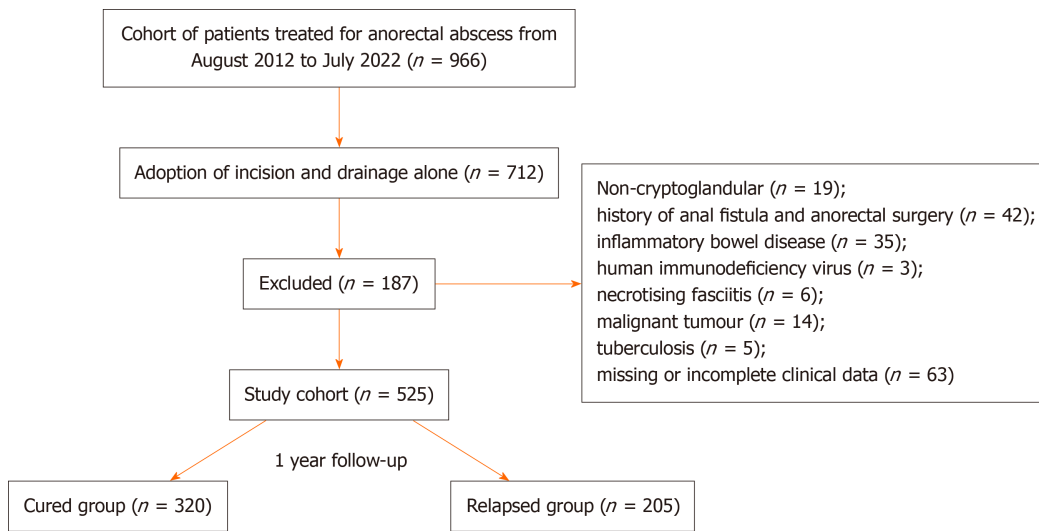 Cohort of patients treated for anorectal abscess from
August 2012 to July 2022 (n = 966)
Adoption of incision and drainage alone (n = 712)
Excluded (n = 187)
Non-cryptoglandular (n = 19);
history of anal fistula and anorectal surgery (n = 42);
inflammatory bowel disease (n = 35);
human immunodeficiency virus (n = 3);
necrotising fasciitis (n = 6);
malignant tumour (n = 14);
tuberculosis (n = 5);
missing or incomplete clinical data (n = 63)
Study cohort (n = 525)
1 year follow-up
Cured group (n = 320)
Relapsed group (n = 205)